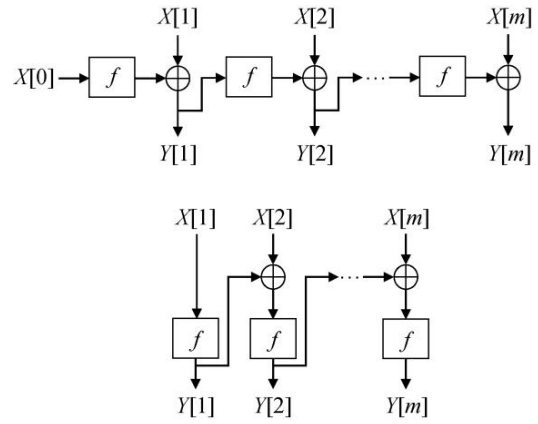 X[1] X[2] X[m]
X[0] f f ... f
Y[1] Y[2] Y[m]
X[1] X[2] X[m]
...
f f f
Y[1] Y[2] Y[m]